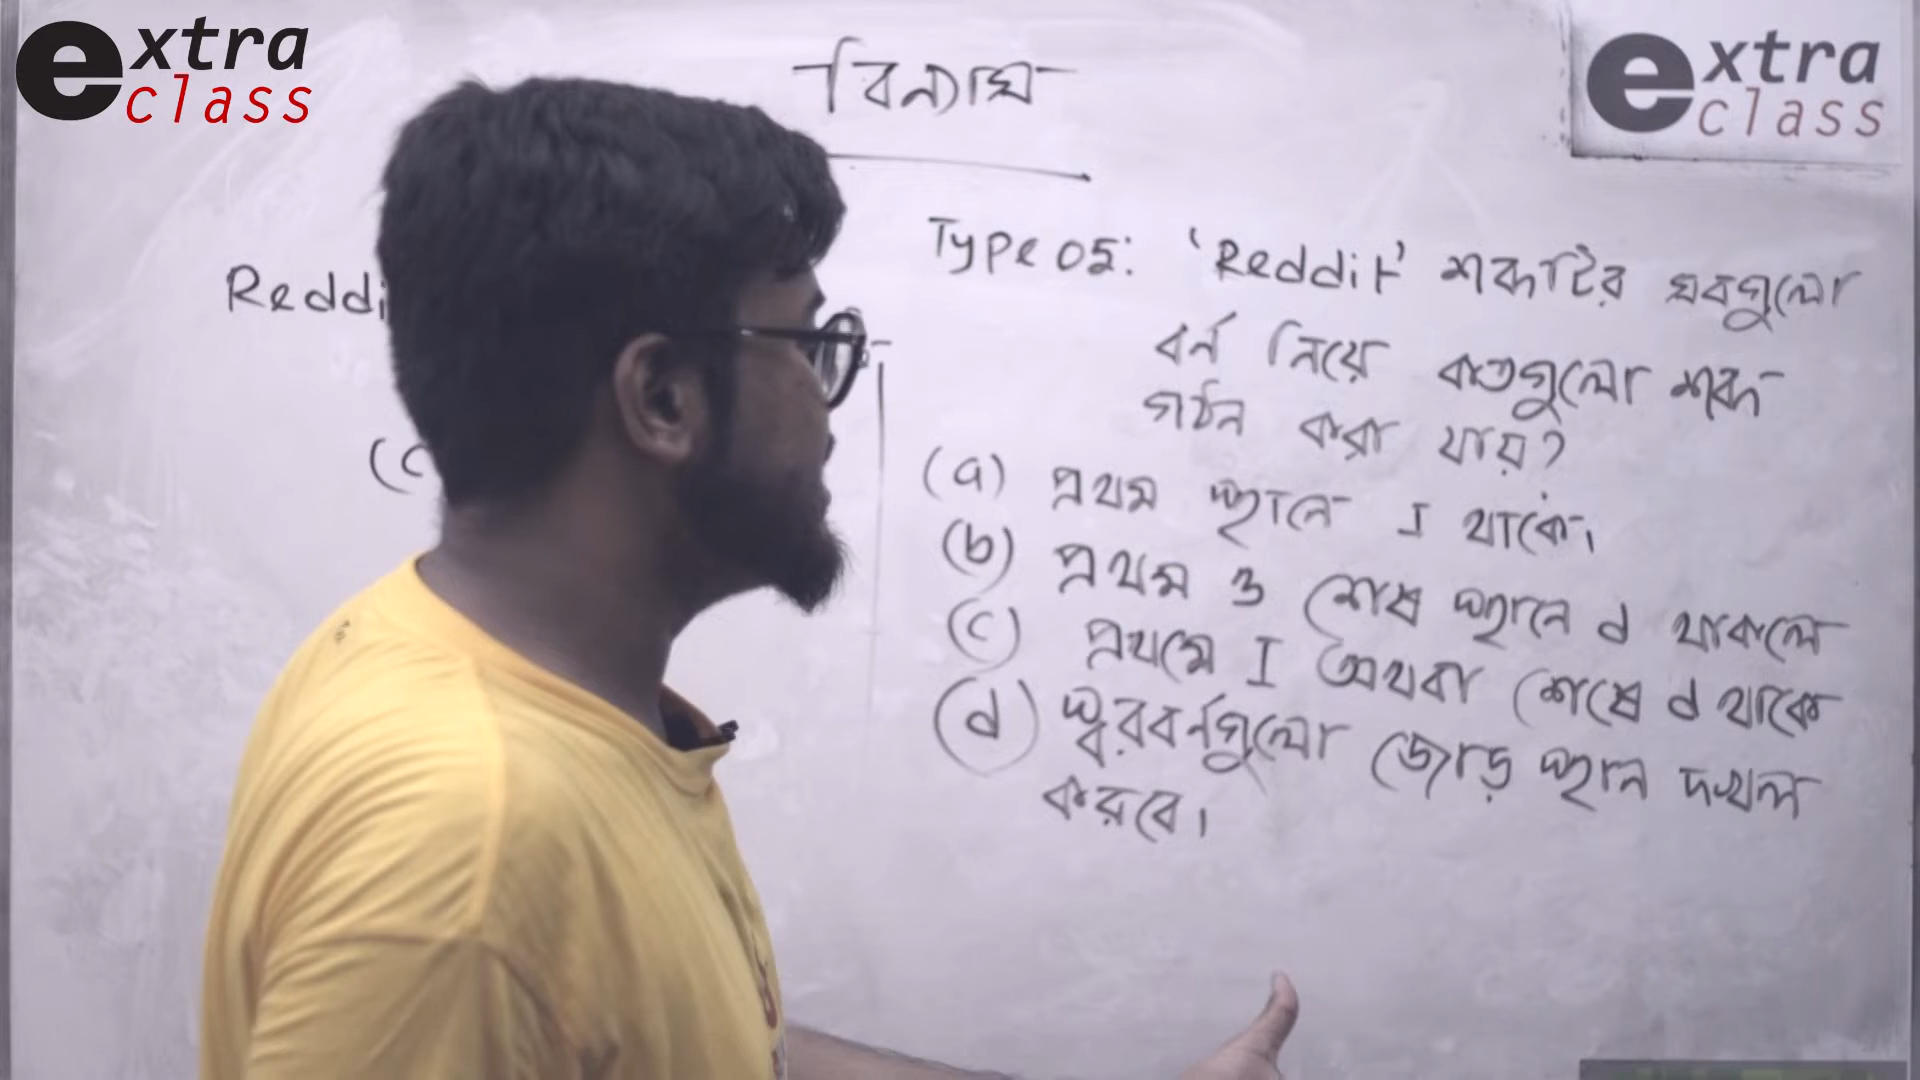 extra class
extra class
বিন্যাস
Reddi
(c
Type 05: 'Reddit' শব্দটির সবগুলো
বর্ন নিয়ে কতগুলো শব্দ
গঠন করা যায়?
(a) প্রথম স্থানে I থাকে।
(b) প্রথম ও শেষ স্থানে d থাকলে
(c) প্রথমে I অথবা শেষে d থাকে
(d) স্বরবর্নগুলো জোড় স্থান দখল
করবে।